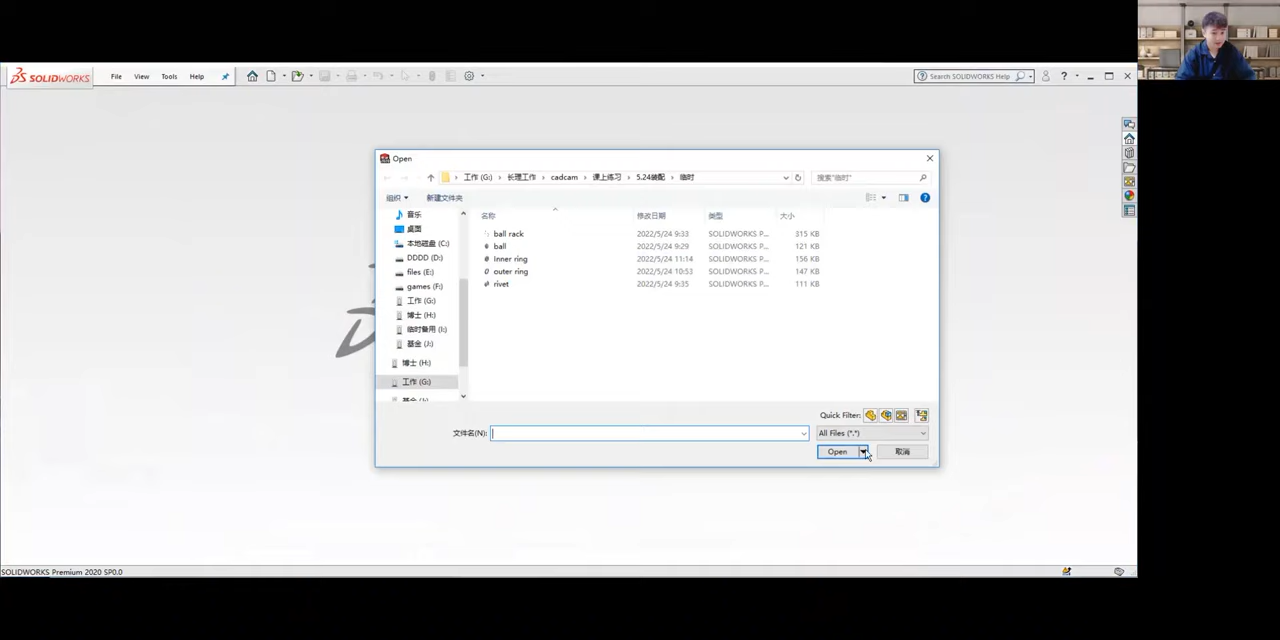 SOLIDWORKS File View Tools Help Search SOLIDWORKS Help ?
Open
工作 (G:) › 长理工作 › cadcam › 课上练习 › 5.24装配 › 临时 搜索"临时"
组织 新建文件夹
名称 修改日期 类型 大小
音乐
桌面
本地磁盘 (C:)
DDDD (D:)
files (E:)
games (F:)
工作 (G:)
博士 (H:)
临时备用 (I:)
基金 (J:)
博士 (H:)
工作 (G:)
基金 (J:)
ball rack 2022/5/24 9:33 SOLIDWORKS P... 315 KB
ball 2022/5/24 9:29 SOLIDWORKS P... 121 KB
Inner ring 2022/5/24 11:14 SOLIDWORKS P... 156 KB
outer ring 2022/5/24 10:53 SOLIDWORKS P... 147 KB
rivet 2022/5/24 9:35 SOLIDWORKS P... 111 KB
Quick Filter:
文件名(N): All Files (*.*)
Open 取消
SOLIDWORKS Premium 2020 SP0.0